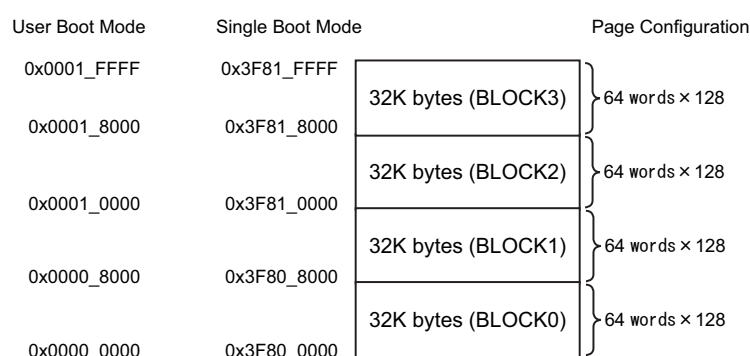 User Boot Mode Single Boot Mode Page Configuration
0x0001_FFFF 0x3F81_FFFF
32K bytes (BLOCK3) 64 words×128
0x0001_8000 0x3F81_8000
32K bytes (BLOCK2) 64 words×128
0x0001_0000 0x3F81_0000
32K bytes (BLOCK1) 64 words×128
0x0000_8000 0x3F80_8000
32K bytes (BLOCK0) 64 words×128
0x0000_0000 0x3F80_0000